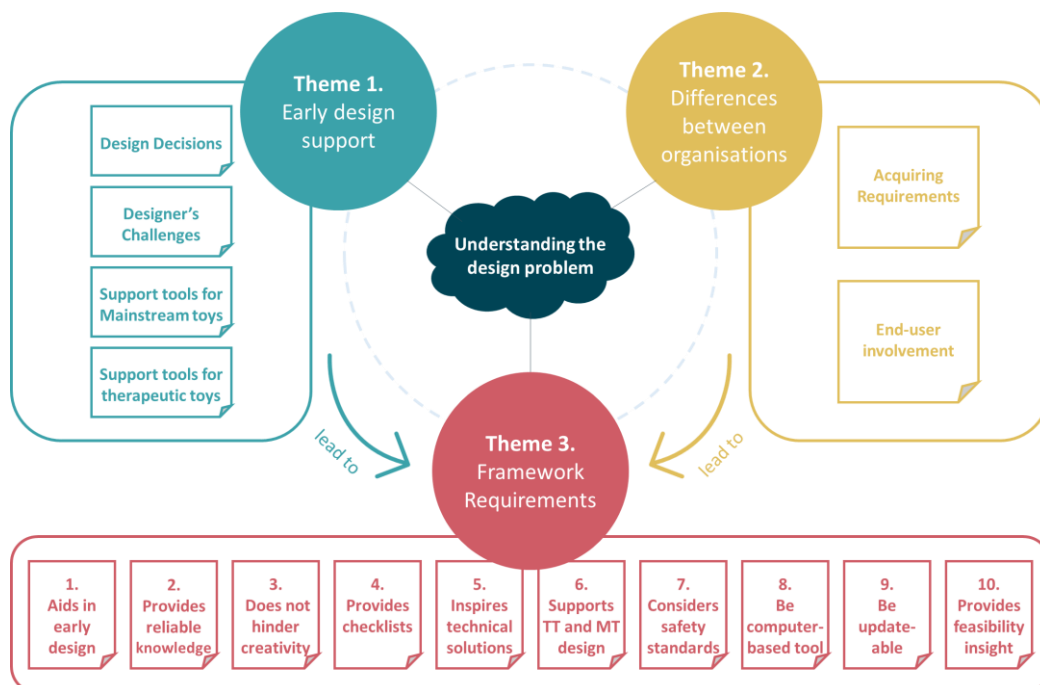 Theme 1.
Early design
support
Design Decisions
Designer's
Challenges
Support tools for
Mainstream toys
Support tools for
therapeutic toys
Theme 2.
Differences
between
organisations
Acquiring
Requirements
End-user
involvement
Understanding the
design problem
lead to
lead to
Theme 3.
Framework
Requirements
1.
Aids in
early
design
2.
Provides
reliable
knowledge
3.
Does not
hinder
creativity
4.
Provides
checklists
5.
Inspires
technical
solutions
6.
Supports
TT and MT
design
7.
Considers
safety
standards
8.
Be
computer-
based tool
9.
Be
update-
able
10.
Provides
feasibility
insight